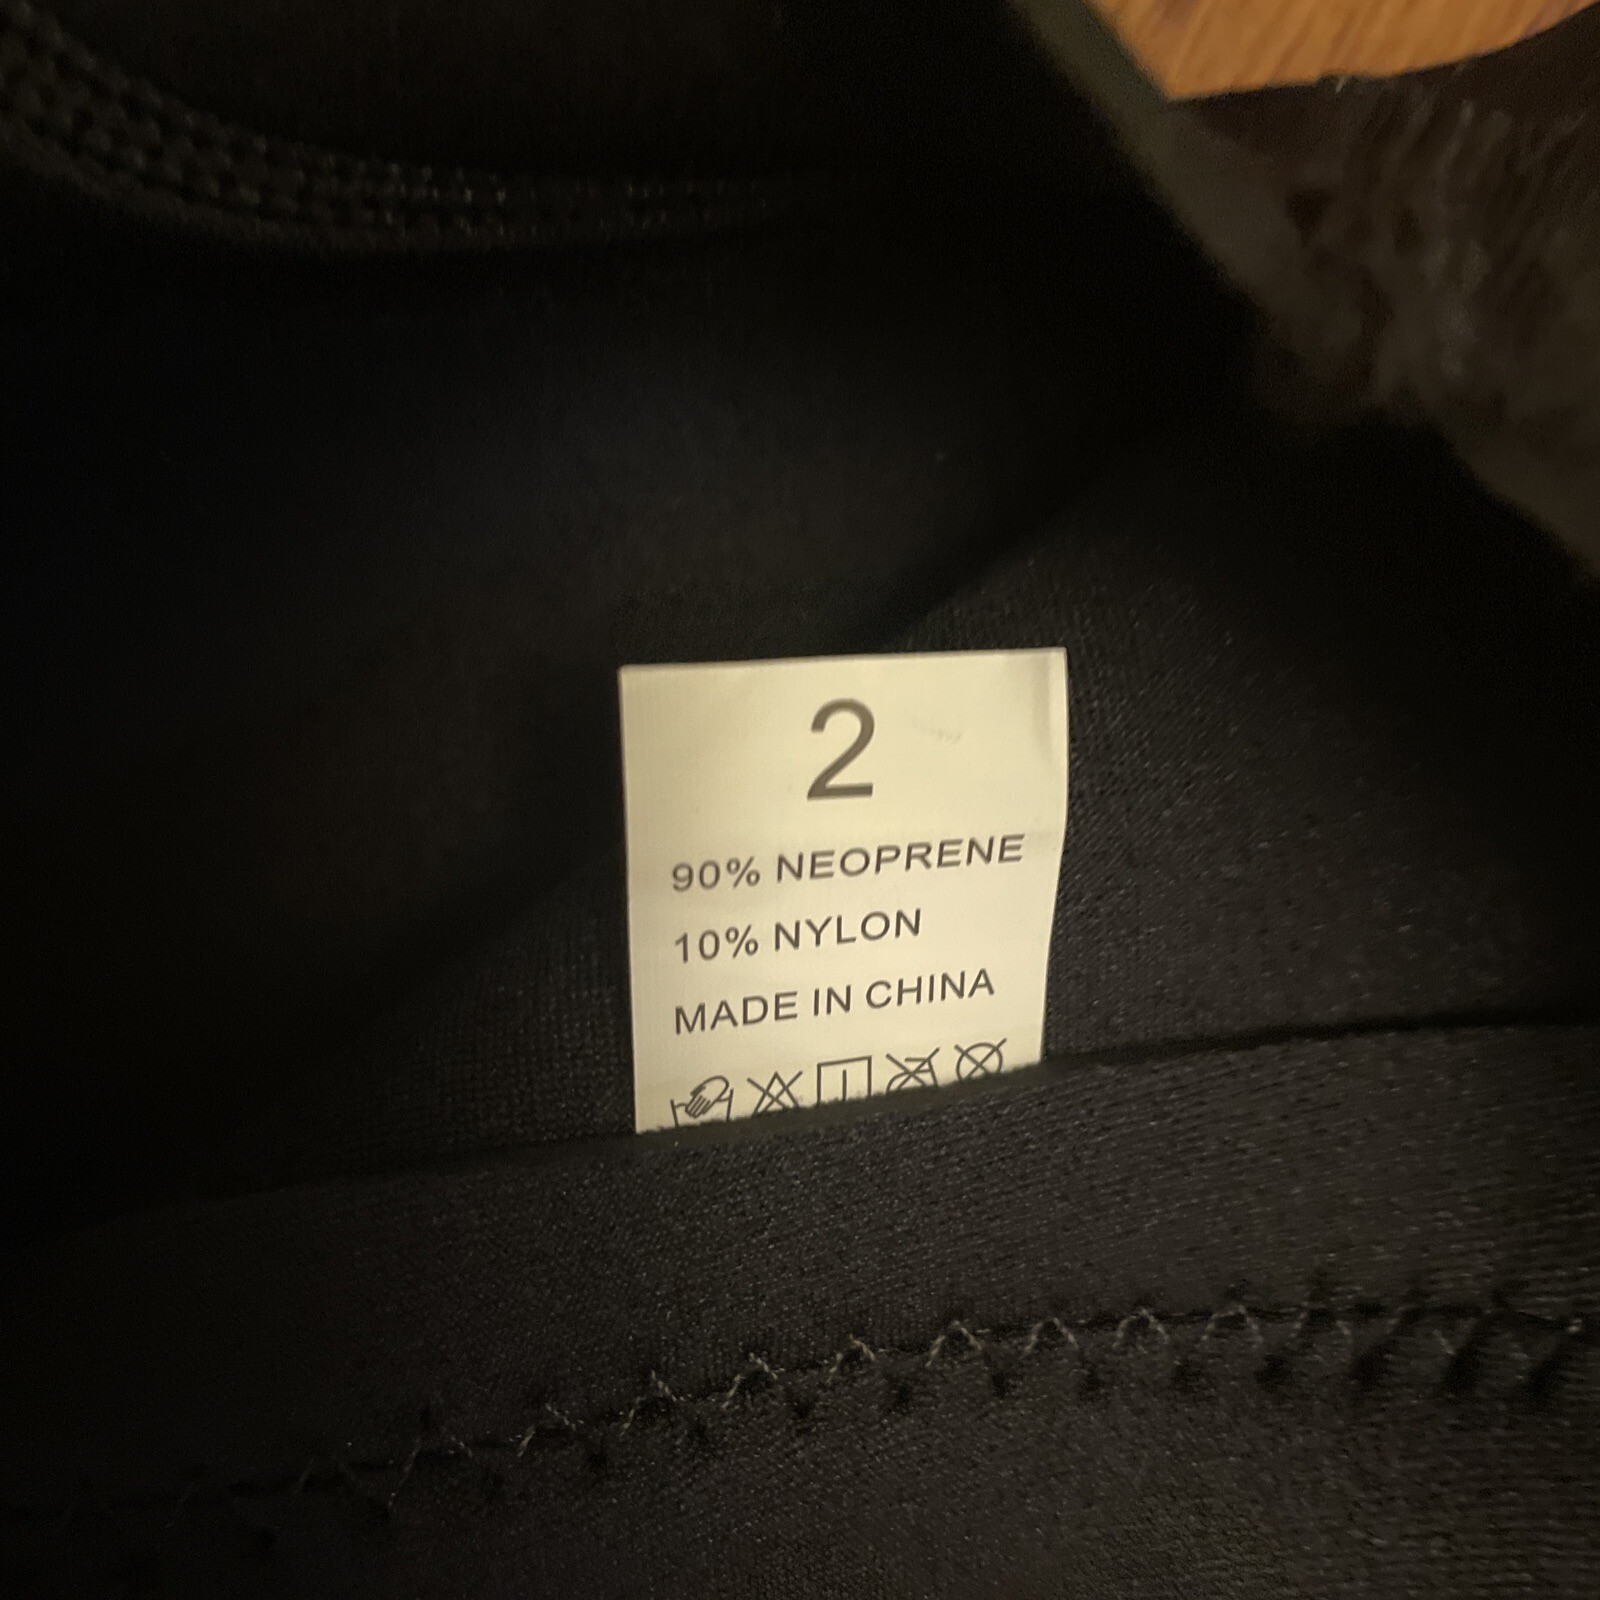 2
90% NEOPRENE
10% NYLON
MADE IN CHINA